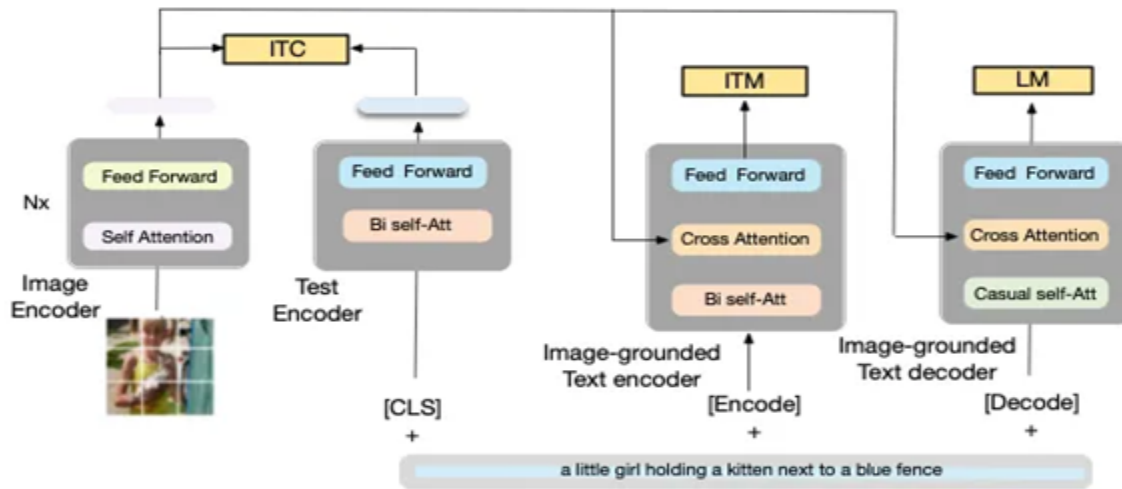 ITC
ITM
LM
Feed Forward
Self Attention
Nx
Image
Encoder
Feed Forward
Bi self-Att
Test
Encoder
Feed Forward
Cross Attention
Bi self-Att
Image-grounded
Text encoder
Feed Forward
Cross Attention
Casual self-Att
Image-grounded
Text decoder
[CLS]
+
[Encode]
+
[Decode]
+
a little girl holding a kitten next to a blue fence